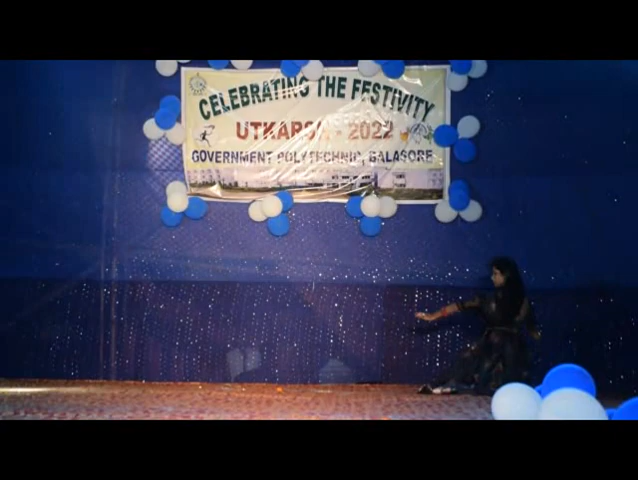 CELEBRATING THE FESTIVITY
UTKARSH - 2022
GOVERNMENT POLYTECHNIC, BALASORE